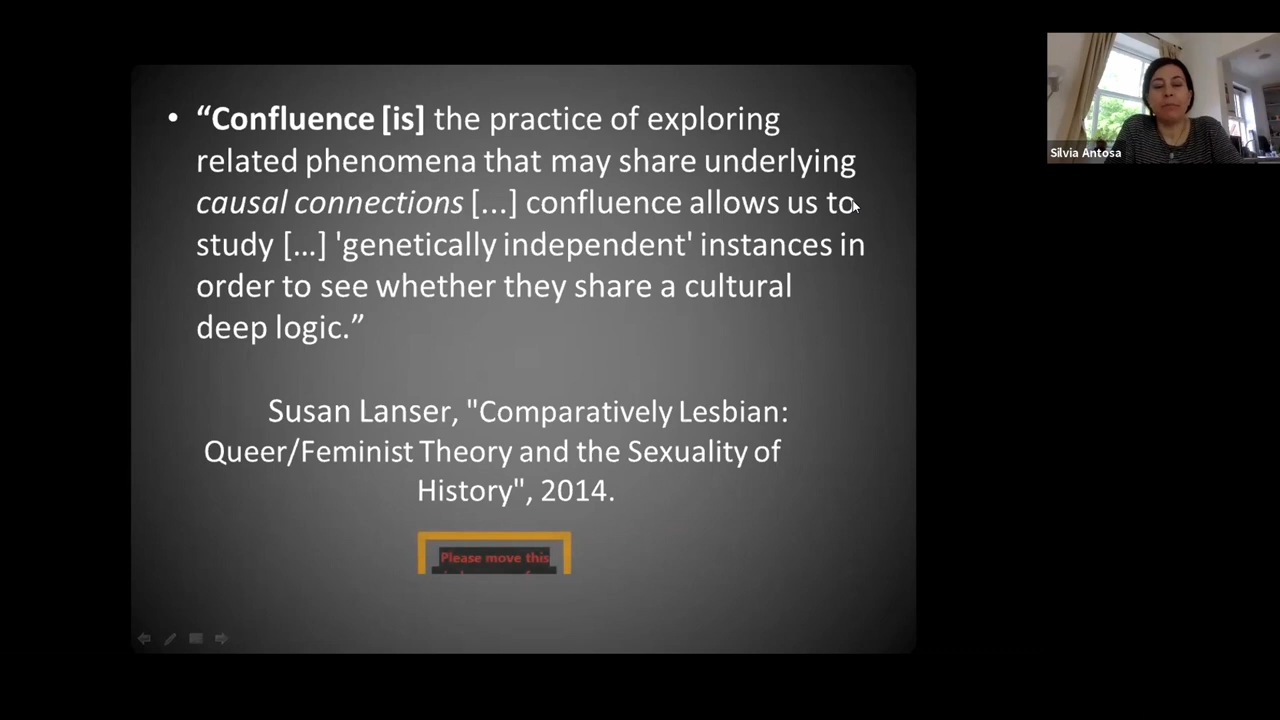 • “Confluence [is] the practice of exploring
related phenomena that may share underlying
causal connections [...] confluence allows us to
study [...] 'genetically independent' instances in
order to see whether they share a cultural
deep logic.”
Susan Lanser, "Comparatively Lesbian:
Queer/Feminist Theory and the Sexuality of
History", 2014.
Please move this
Silvia Antosa